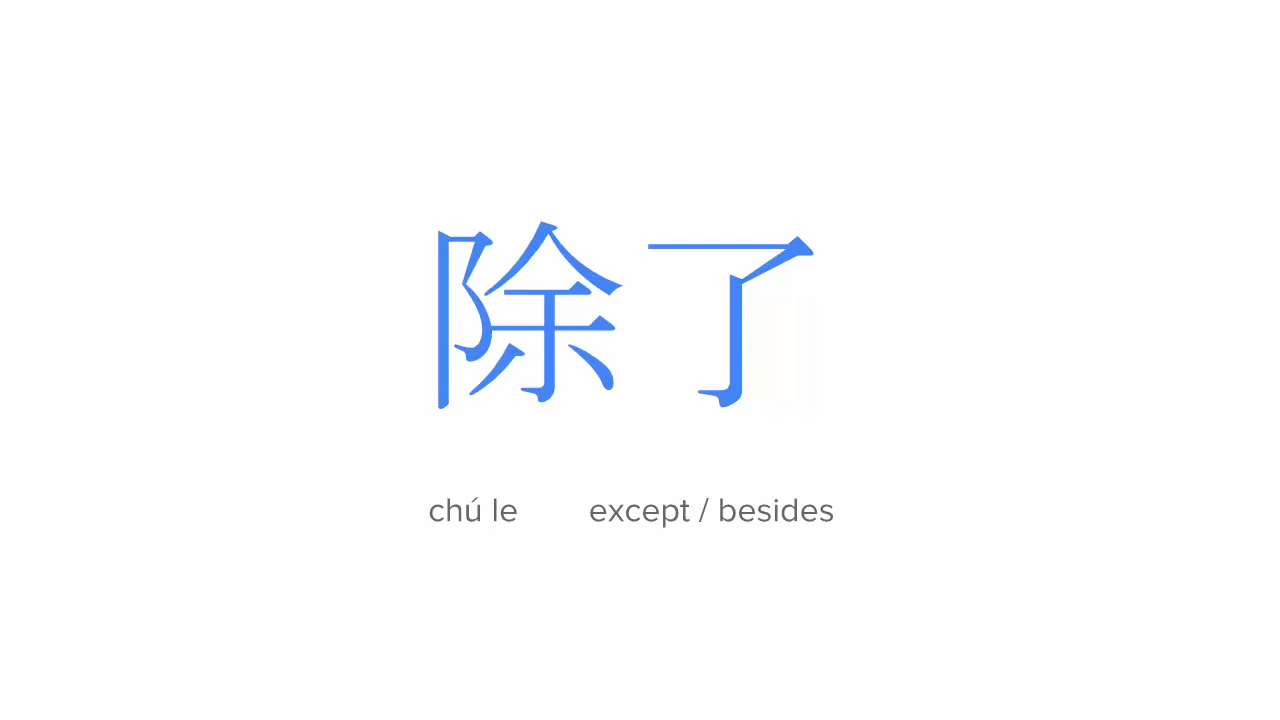 除了
chú le except / besides